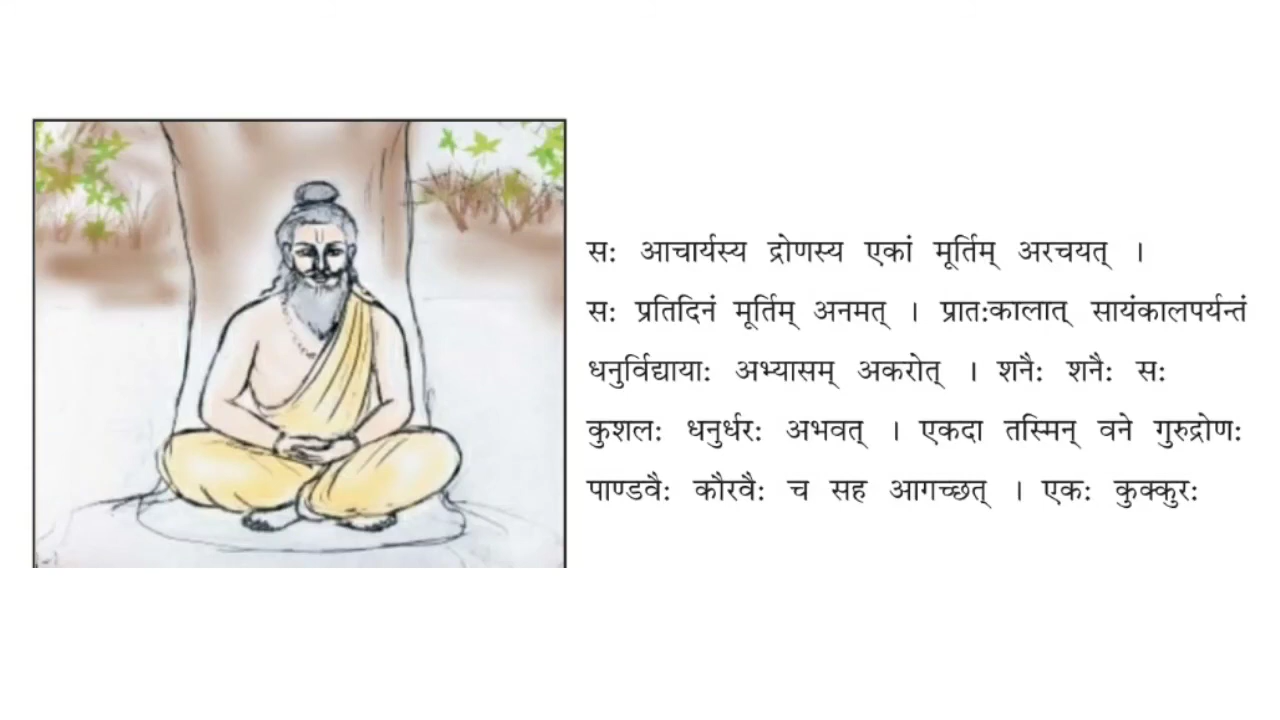 सः आचार्यस्य द्रोणस्य एकां मूर्तिम् अरचयत् ।
सः प्रतिदिनं मूर्तिम् अनमत् । प्रातःकालात् सायंकालपर्यन्तं
धनुर्विद्यायाः अभ्यासम् अकरोत् । शनैः शनैः सः
कुशलः धनुर्धरः अभवत् । एकदा तस्मिन् वने गुरुद्रोणः
पाण्डवैः कौरवैः च सह आगच्छत् । एकः कुक्कुरः